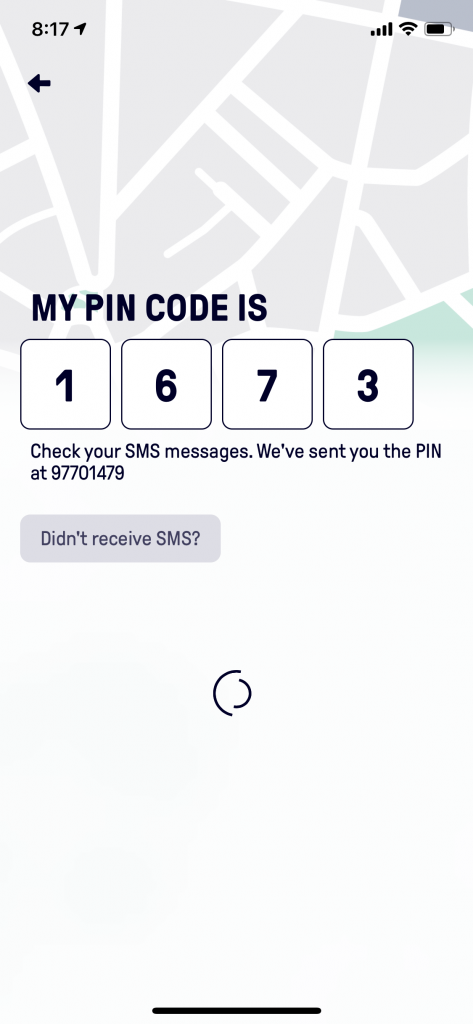 8:17
MY PIN CODE IS
1 6 7 3
Check your SMS messages. We've sent you the PIN
at 97701479
Didn't receive SMS?